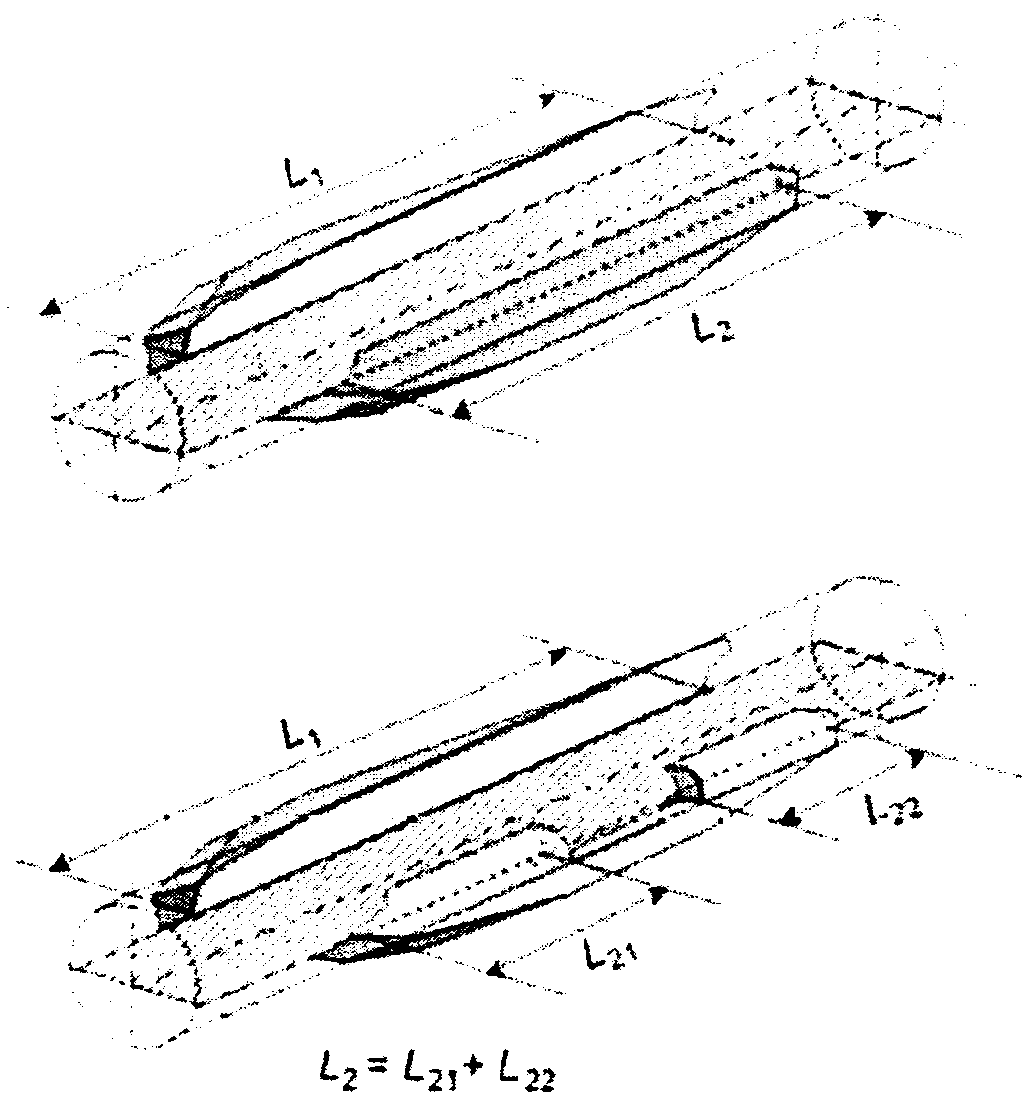 L₁
L₂
L₁
L₂₂
L₂₁
L₂ = L₂₁ + L₂₂